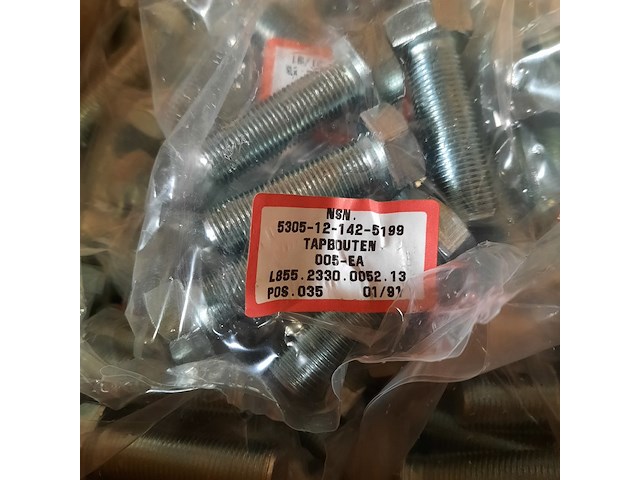 NSN.
5305-12-142-5199
TAPBOUTEN
005-EA
L855.2330.0052.13
POS.035 01/91